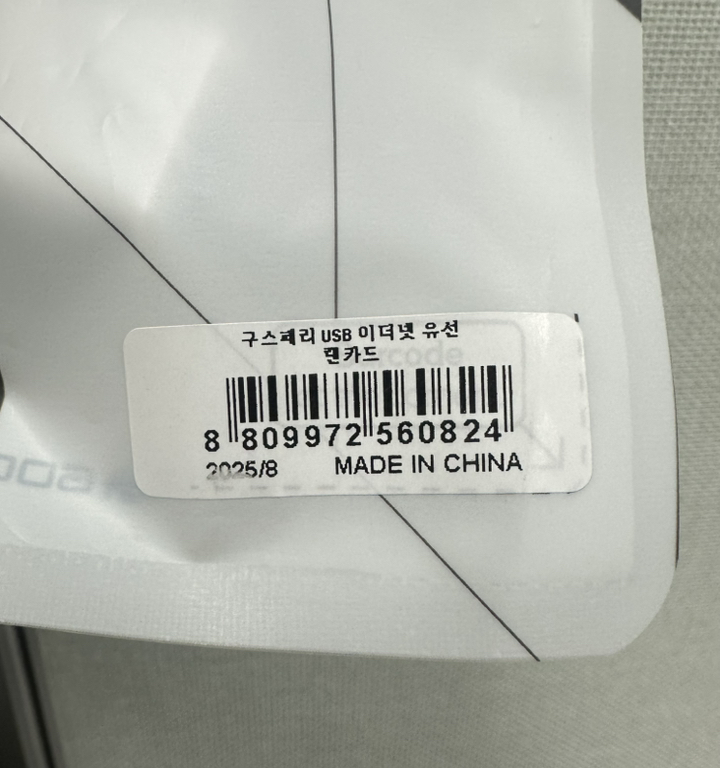 구스페리 USB 이더넷 유선
랜카드
8 809972 560824
2025/8 MADE IN CHINA